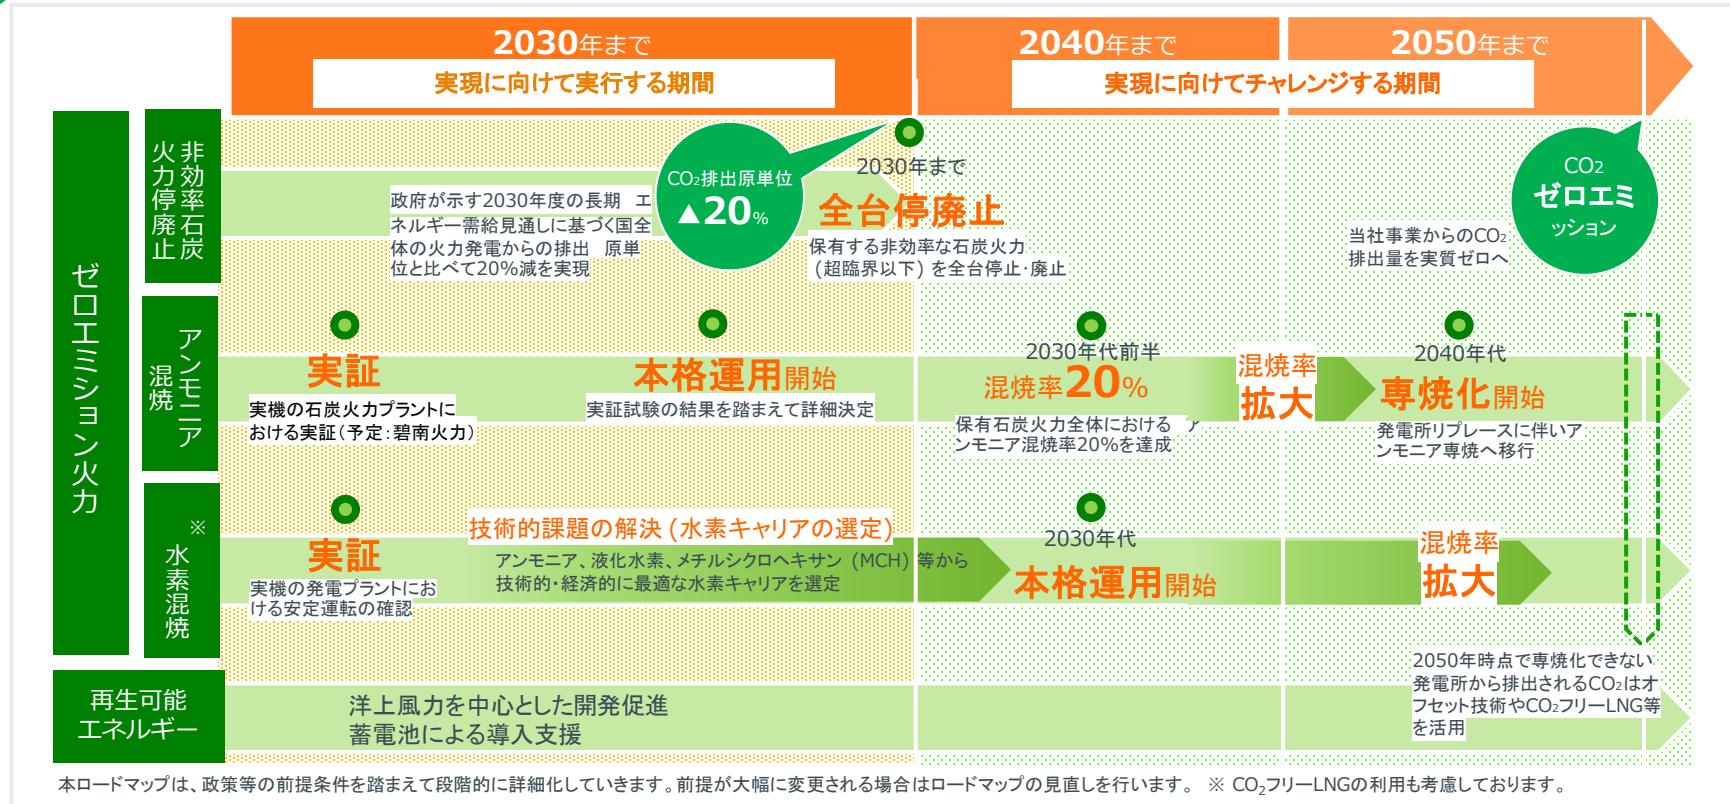 2030年まで
2040年まで
2050年まで
実現に向けて実行する期間
実現に向けてチャレンジする期間
ゼロエミション火力
非効率石炭
火力停廃止
政府が示す2030年度の長期 エ
ネルギー需給見通しに基づく国全
体の火力発電からの排出 原単
位と比べて20%減を実現
CO₂排出原単位
▲20%
2030年まで
全台停廃止
保有する非効率な石炭火力
(超臨界以下) を全台停止・廃止
CO₂
ゼロエミ
ッション
当社事業からのCO₂
排出量を実質ゼロへ
アンモニア
混焼
実証
実機の石炭火力プラントに
おける実証(予定:碧南火力)
本格運用開始
実証試験の結果を踏まえて詳細決定
2030年代前半
混焼率20%
保有石炭火力全体における ア
ンモニア混焼率20%を達成
混焼率
拡大
2040年代
専焼化開始
発電所リプレースに伴いア
ンモニア専焼へ移行
※
水素混焼
実証
実機の発電プラントにお
ける安定運転の確認
技術的課題の解決 (水素キャリアの選定)
アンモニア、液化水素、メチルシクロヘキサン (MCH) 等から
技術的・経済的に最適な水素キャリアを選定
2030年代
本格運用開始
混焼率
拡大
2050年時点で専焼化できない
発電所から排出されるCO₂はオ
フセット技術やCO₂フリーLNG等
を活用
再生可能
エネルギー
洋上風力を中心とした開発促進
蓄電池による導入支援
本ロードマップは、政策等の前提条件を踏まえて段階的に詳細化していきます。前提が大幅に変更される場合はロードマップの見直しを行います。 ※ CO₂フリーLNGの利用も考慮しております。